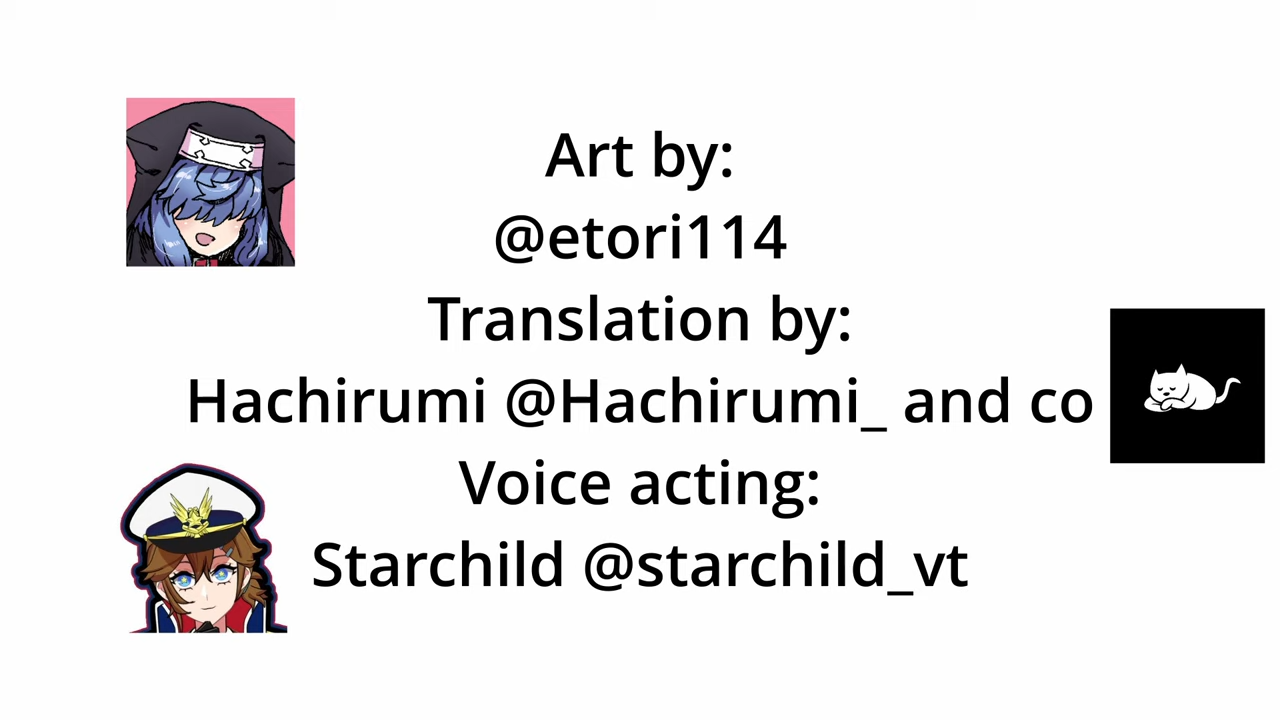 Art by:
@etori114
Translation by:
Hachirumi @Hachirumi_ and co
Voice acting:
Starchild @starchild_vt